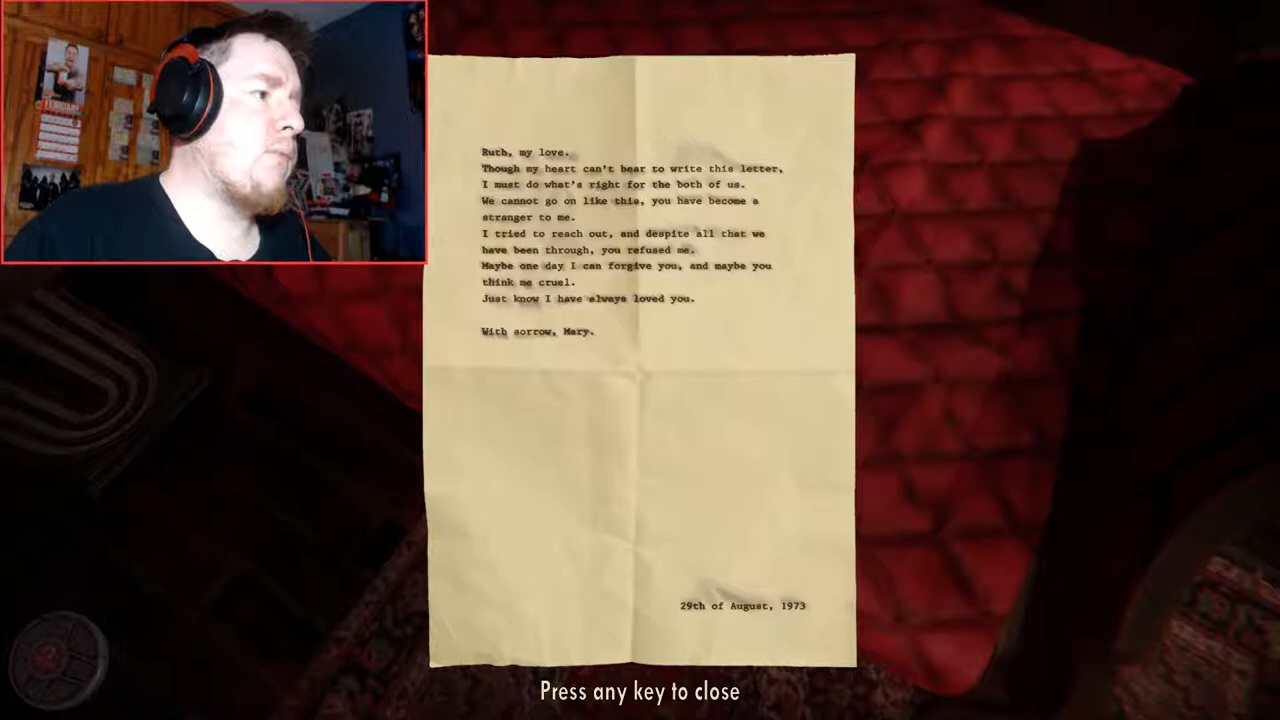 FEBRUARY
Ruth, my love.
Though my heart can't bear to write this letter,
I must do what's right for the both of us.
We cannot go on like this, you have become a
stranger to me.
I tried to reach out, and despite all that we
have been through, you refused me.
Maybe one day I can forgive you, and maybe you
think me cruel.
Just know I have always loved you.
With sorrow, Mary.
29th of August, 1973
Press any key to close